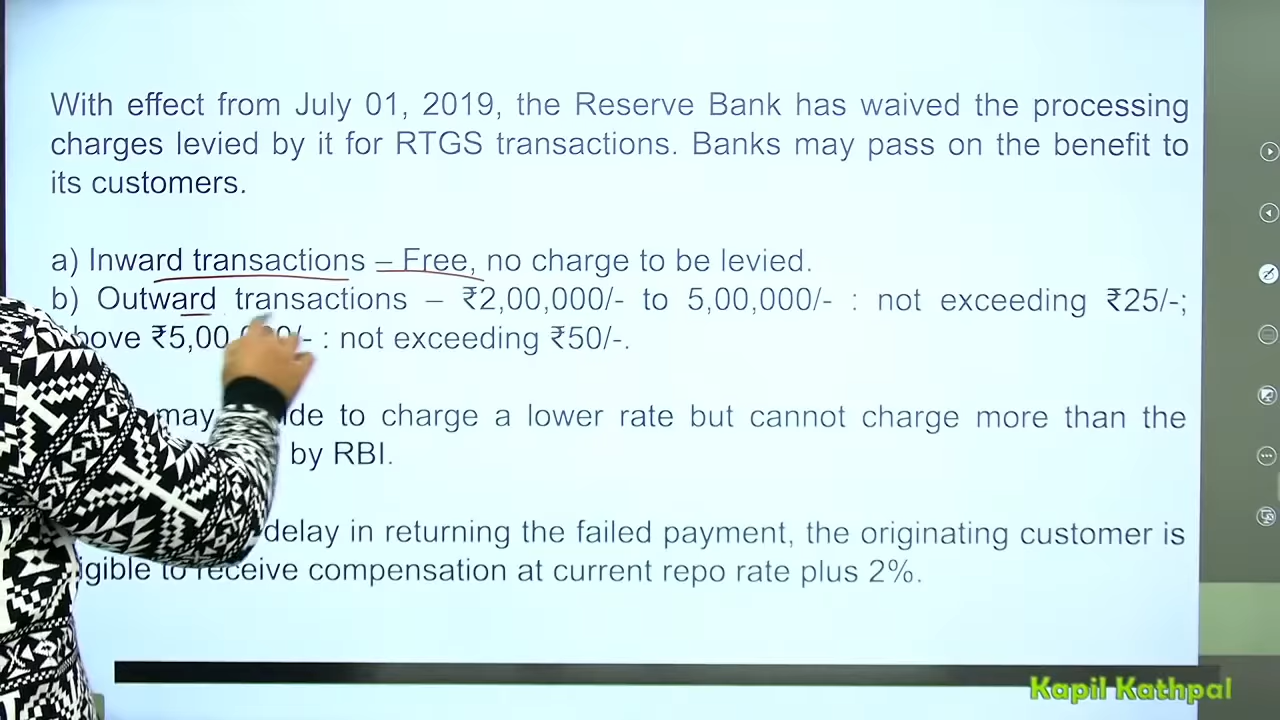 With effect from July 01, 2019, the Reserve Bank has waived the processing
charges levied by it for RTGS transactions. Banks may pass on the benefit to
its customers.
a) Inward transactions – Free, no charge to be levied.
b) Outward transactions – ₹2,00,000/- to 5,00,000/- : not exceeding ₹25/-;
₹5,00, : not exceeding ₹50/-.
may to charge a lower rate but cannot charge more than the
by RBI.
delay in returning the failed payment, the originating customer is
to receive compensation at current repo rate plus 2%.
Kapil Kathpal